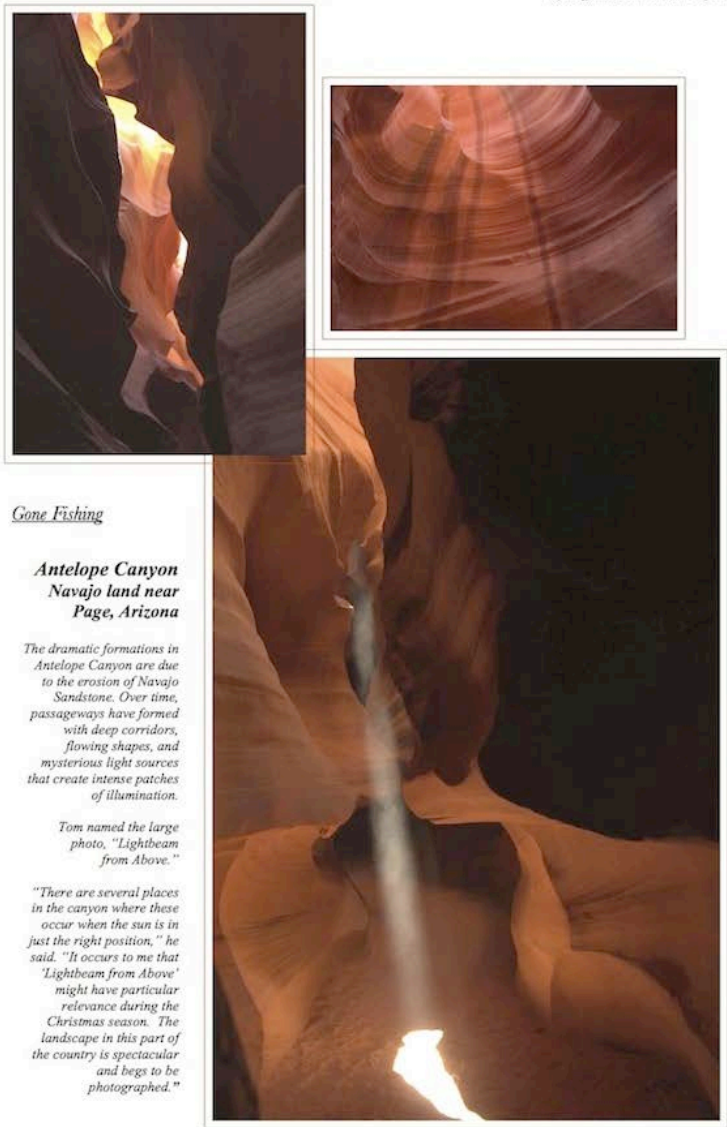 Gone Fishing
Antelope Canyon
Navajo land near
Page, Arizona
The dramatic formations in
Antelope Canyon are due
to the erosion of Navajo
Sandstone. Over time,
passageways have formed
with deep corridors,
flowing shapes, and
mysterious light sources
that create intense patches
of illumination.
Tom named the large
photo, "Lightbeam
from Above."
"There are several places
in the canyon where these
occur when the sun is in
just the right position," he
said. "It occurs to me that
'Lightbeam from Above'
might have particular
relevance during the
Christmas season. The
landscape in this part of
the country is spectacular
and begs to be
photographed."